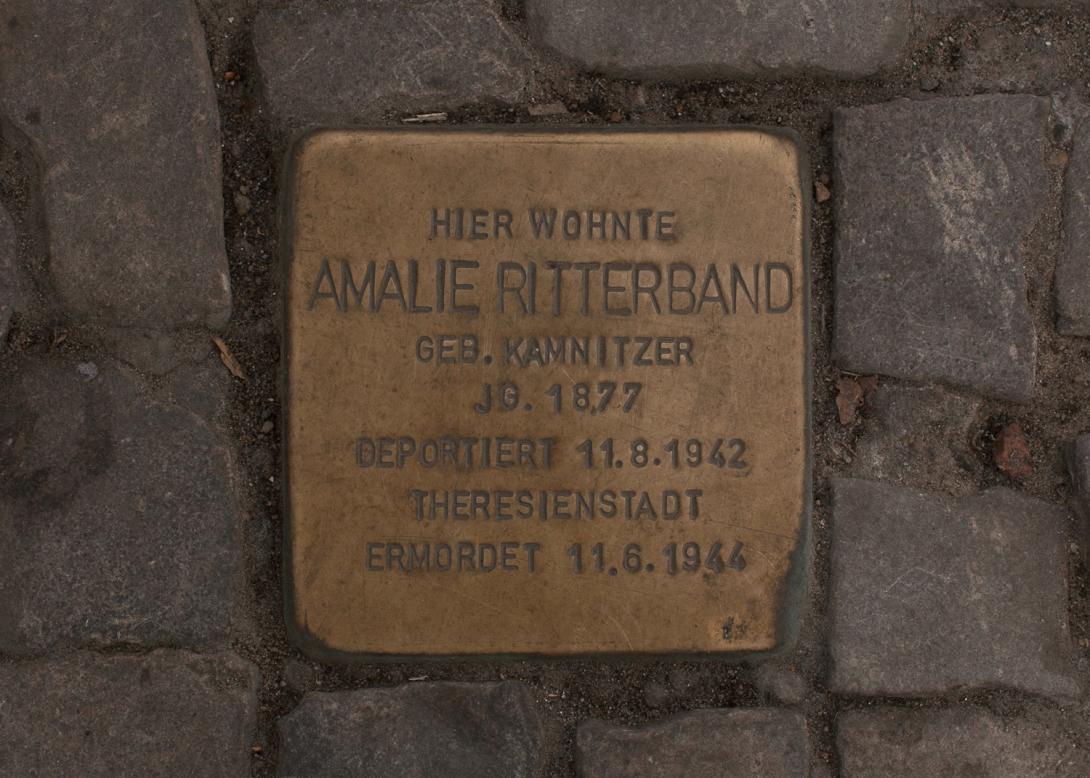 HIER WOHNTE
AMALIE RITTERBAND
GEB. KAMNITZER
JG. 1877
DEPORTIERT 11.8.1942
THERESIENSTADT
ERMORDET 11.6.1944